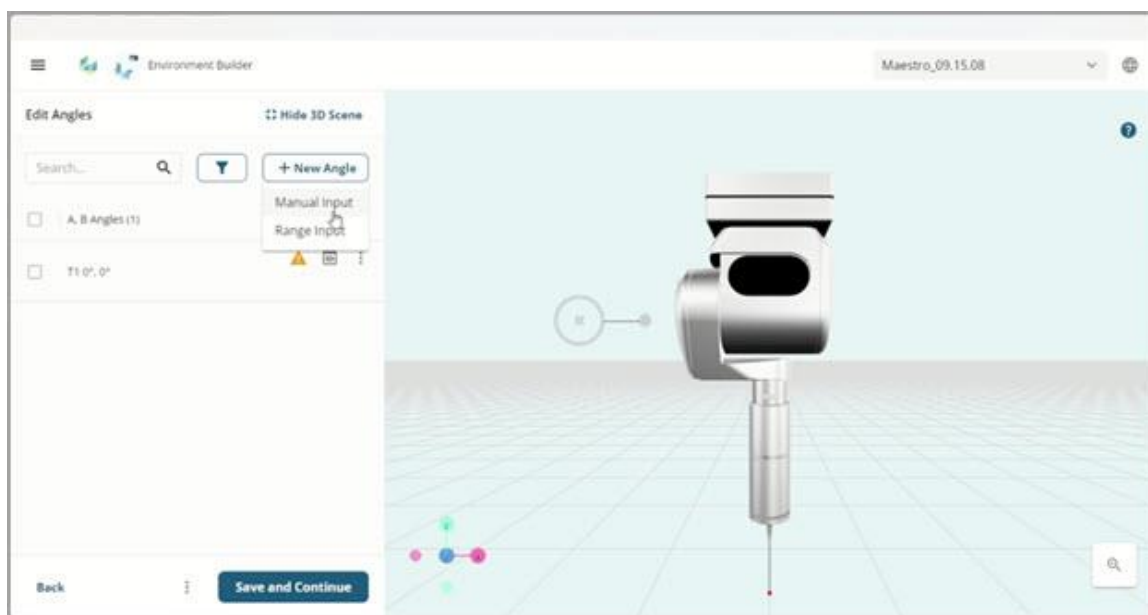 Environment Builder
Maestro_09.15.08
Edit Angles
Hide 3D Scene
Search...
+ New Angle
Manual Input
Range Input
A, B Angles (1)
T1 0°, 0°
Back
Save and Continue
?